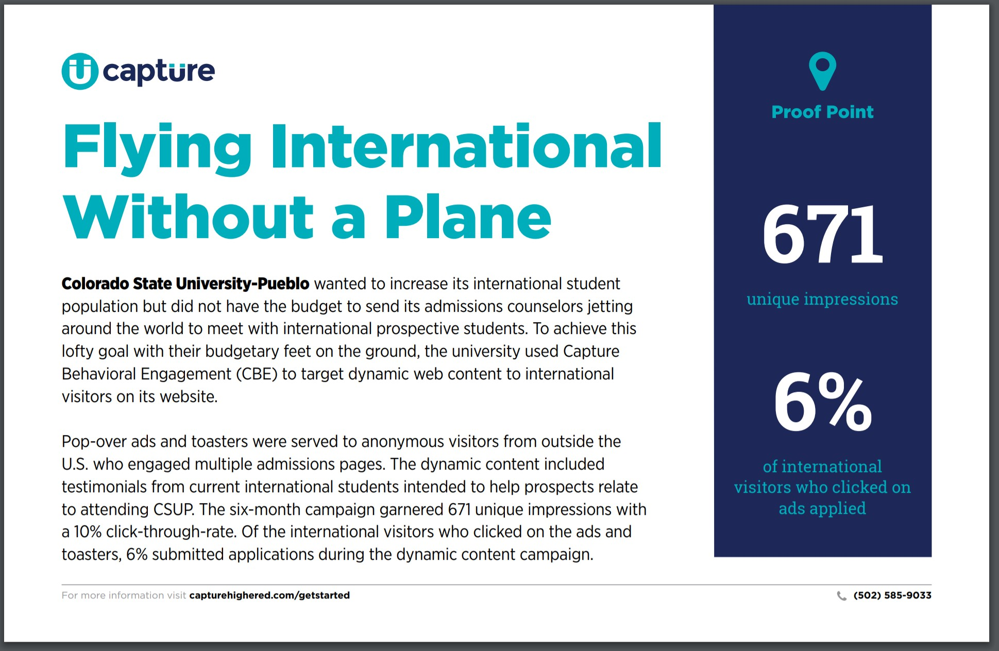 capture
Flying International
Without a Plane
Colorado State University-Pueblo wanted to increase its international student
population but did not have the budget to send its admissions counselors jetting
around the world to meet with international prospective students. To achieve this
lofty goal with their budgetary feet on the ground, the university used Capture
Behavioral Engagement (CBE) to target dynamic web content to international
visitors on its website.
Pop-over ads and toasters were served to anonymous visitors from outside the
U.S. who engaged multiple admissions pages. The dynamic content included
testimonials from current international students intended to help prospects relate
to attending CSUP. The six-month campaign garnered 671 unique impressions with
a 10% click-through-rate. Of the international visitors who clicked on the ads and
toasters, 6% submitted applications during the dynamic content campaign.
Proof Point
671
unique impressions
6%
of international
visitors who clicked on
ads applied
For more information visit capturehighered.com/getstarted
(502) 585-9033